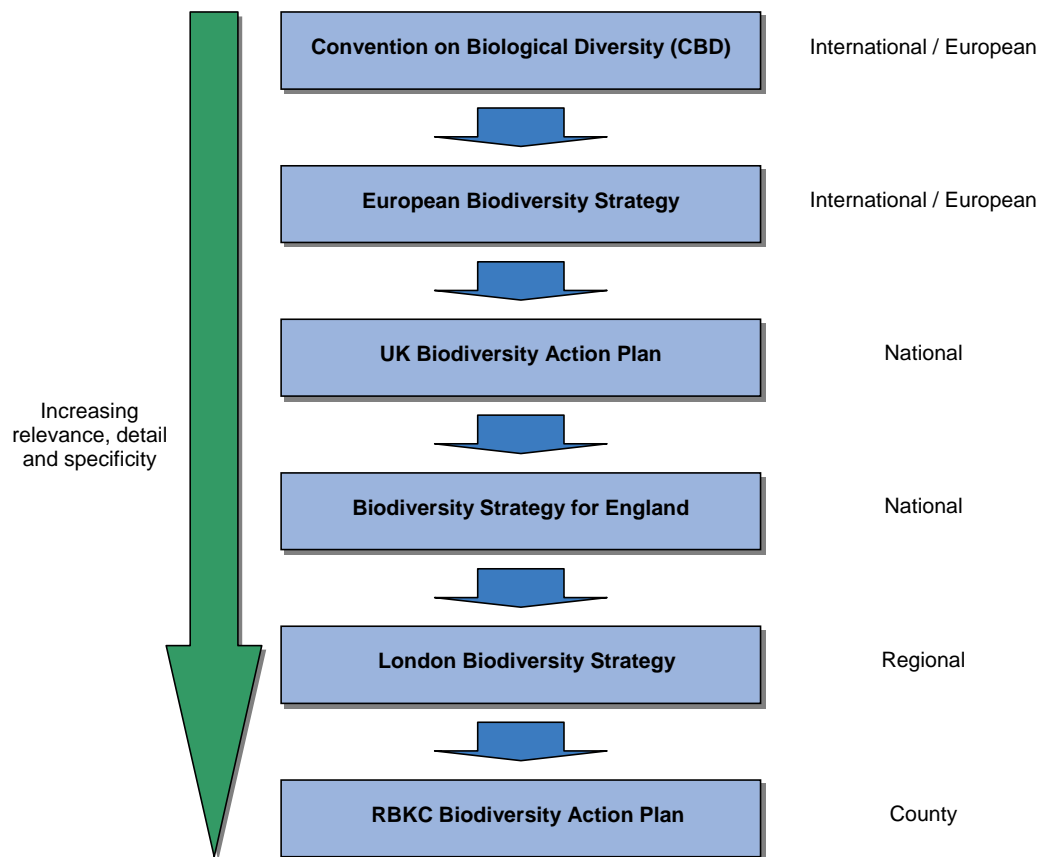 Convention on Biological Diversity (CBD)
International / European
European Biodiversity Strategy
International / European
UK Biodiversity Action Plan
National
Increasing
relevance, detail
and specificity
Biodiversity Strategy for England
National
London Biodiversity Strategy
Regional
RBKC Biodiversity Action Plan
County